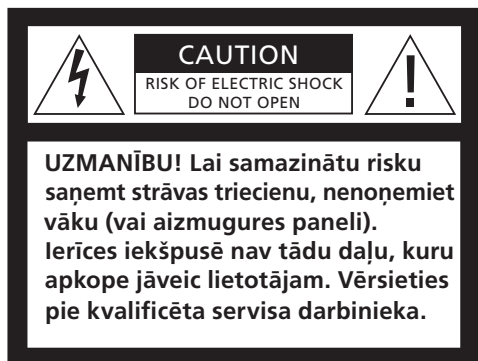 CAUTION
RISK OF ELECTRIC SHOCK
DO NOT OPEN
UZMANĪBU! Lai samazinātu risku
saņemt strāvas triecienu, nenoņemiet
vāku (vai aizmugures paneli).
Ierīces iekšpusē nav tādu daļu, kuru
apkope jāveic lietotājam. Vērsieties
pie kvalificēta servisa darbinieka.